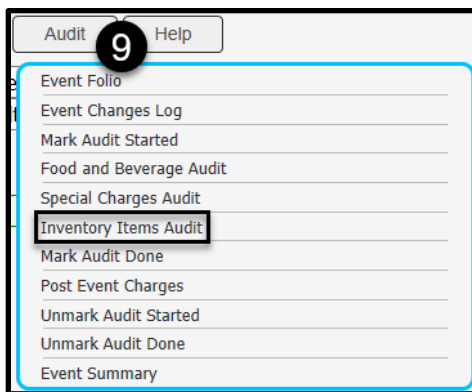 Audit
9
Help
Event Folio
Event Changes Log
Mark Audit Started
Food and Beverage Audit
Special Charges Audit
Inventory Items Audit
Mark Audit Done
Post Event Charges
Unmark Audit Started
Unmark Audit Done
Event Summary